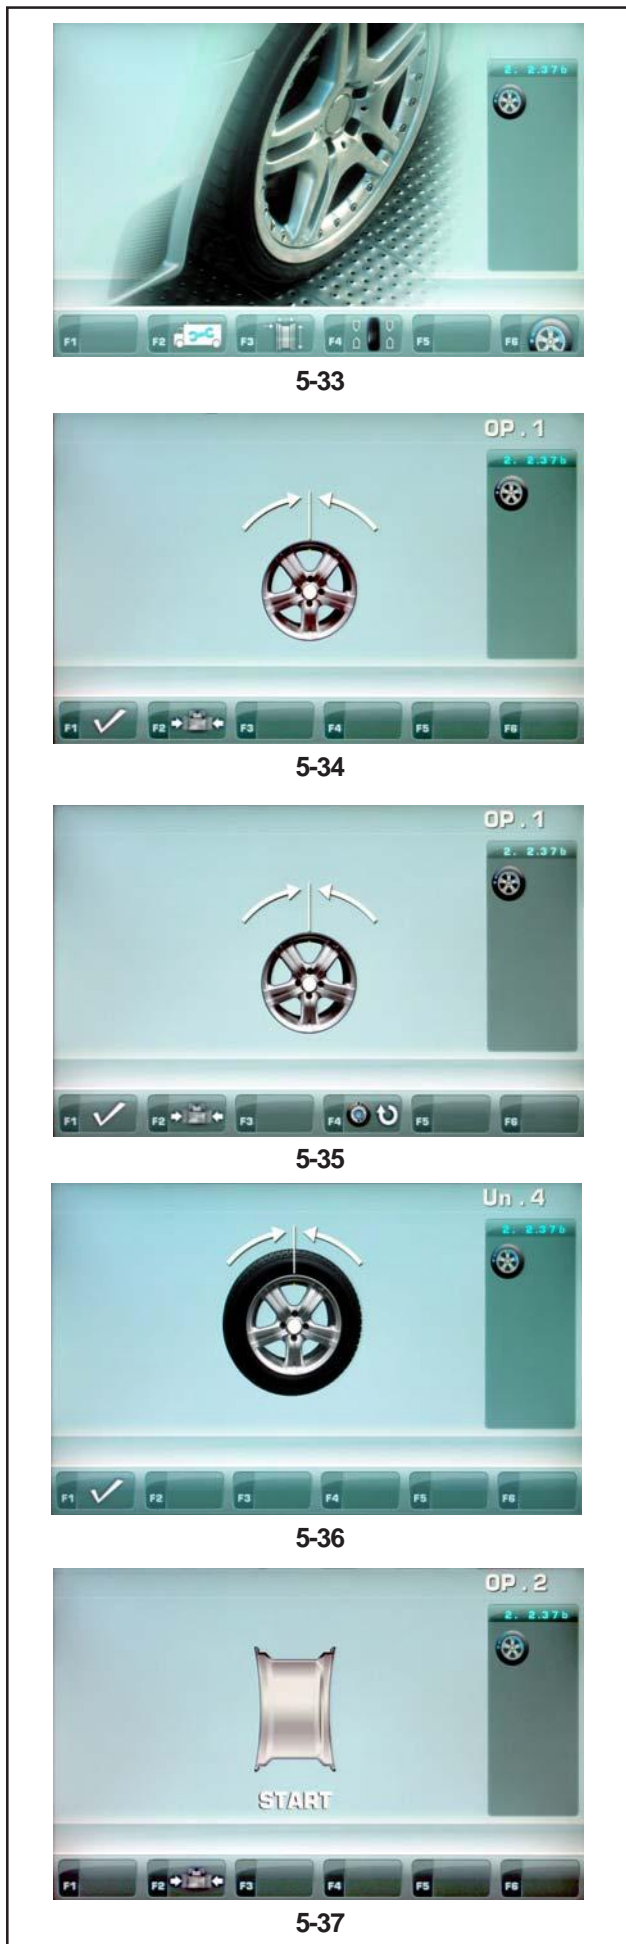 2. 2.37b
F1 F2 F3 F4 F5 F6
5-33
OP.1
2. 2.37b
F1 F2 F3 F4 F5 F6
5-34
OP.1
2. 2.37b
F1 F2 F3 F4 F5 F6
5-35
Un.4
2. 2.37b
F1 F2 F3 F4 F5 F6
5-36
OP.2
2. 2.37b
START
F1 F2 F3 F4 F5 F6
5-37